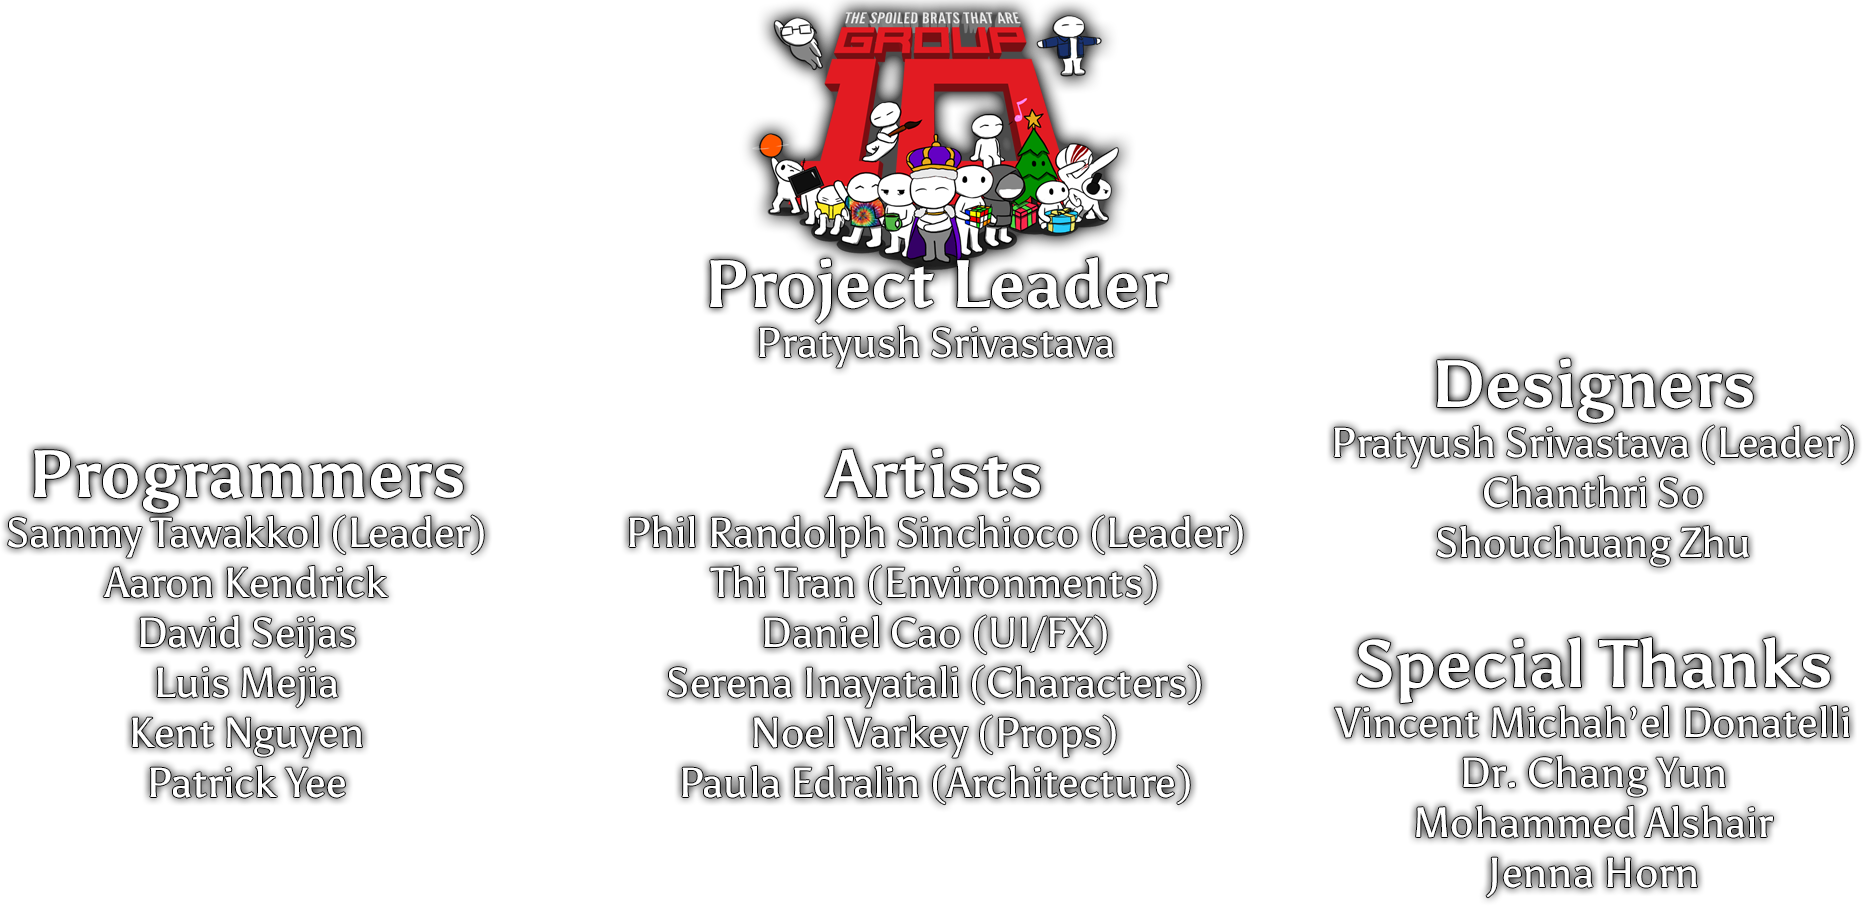 THE SPOILED BRATS THAT ARE
GROUP
10
Project Leader
Pratyush Srivastava
Programmers
Sammy Tawakkol (Leader)
Aaron Kendrick
David Seijas
Luis Mejia
Kent Nguyen
Patrick Yee
Artists
Phil Randolph Sinchioco (Leader)
Thi Tran (Environments)
Daniel Cao (UI/FX)
Serena Inayatali (Characters)
Noel Varkey (Props)
Paula Edralin (Architecture)
Designers
Pratyush Srivastava (Leader)
Chanthri So
Shouchuang Zhu
Special Thanks
Vincent Michah’el Donatelli
Dr. Chang Yun
Mohammed Alshair
Jenna Horn